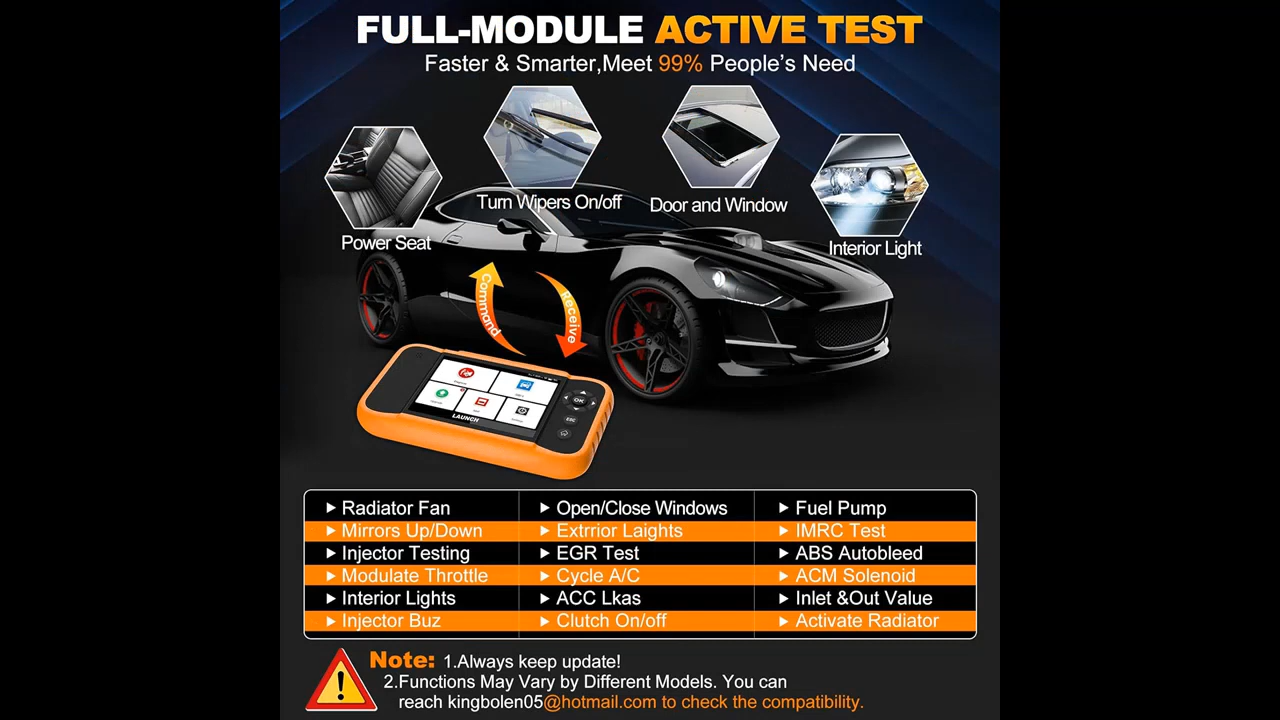 FULL-MODULE ACTIVE TEST
Faster & Smarter,Meet 99% People's Need
Power Seat
Turn Wipers On/off
Door and Window
Interior Light
Command
Receive
LAUNCH
OK
ESC
Radiator Fan
Open/Close Windows
Fuel Pump
Mirrors Up/Down
Extrrior Laights
IMRC Test
Injector Testing
EGR Test
ABS Autobleed
Modulate Throttle
Cycle A/C
ACM Solenoid
Interior Lights
ACC Lkas
Inlet &Out Value
Injector Buz
Clutch On/off
Activate Radiator
Note: 1.Always keep update!
2.Functions May Vary by Different Models. You can
reach kingbolen05@hotmail.com to check the compatibility.